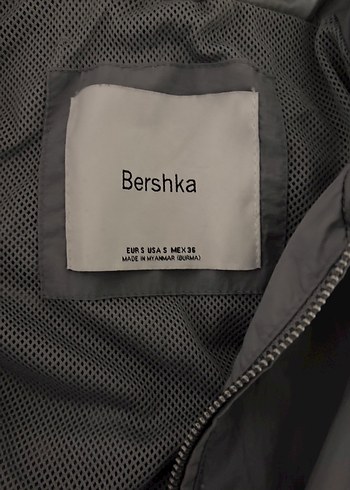 Bershka
EUR S USA S MEX 36
MADE IN MYANMAR (BURMA)